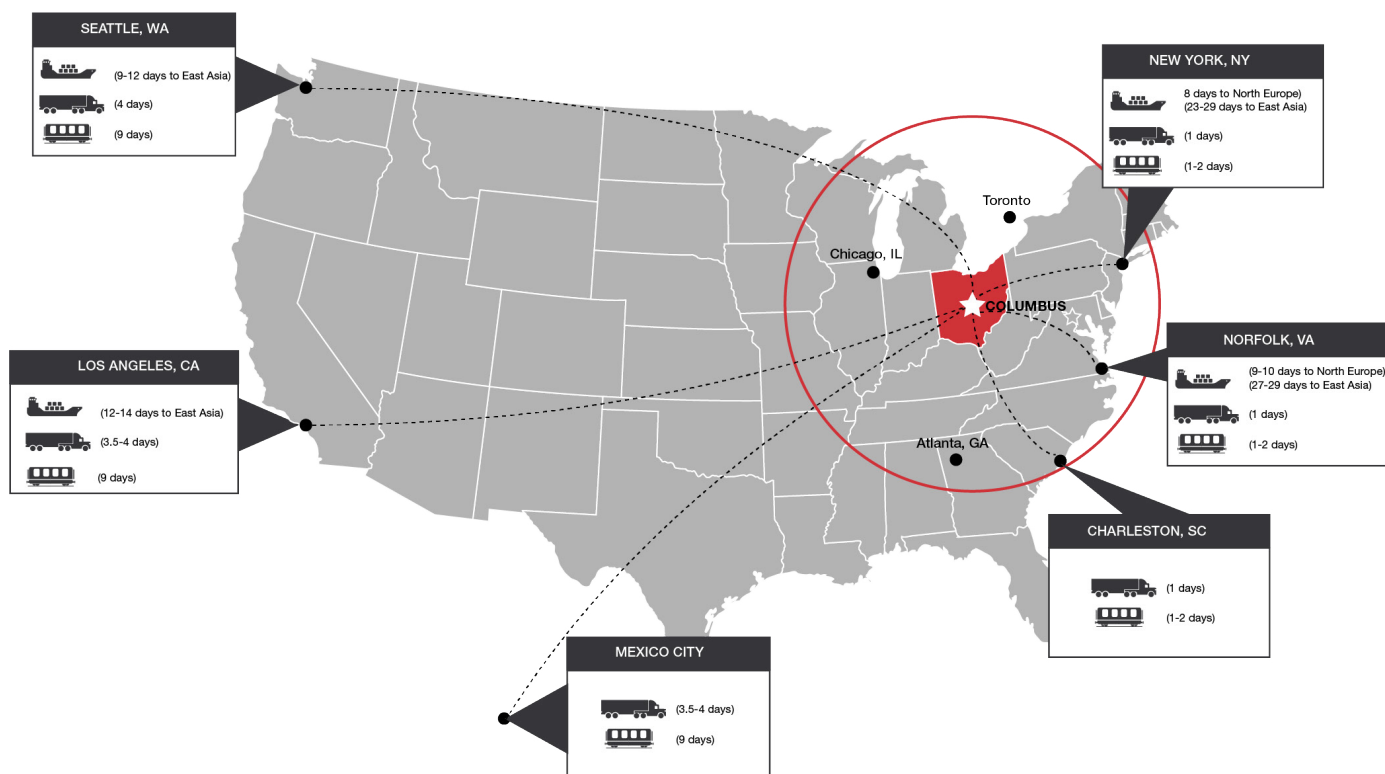 SEATTLE, WA
(9-12 days to East Asia)
(4 days)
(9 days)
NEW YORK, NY
8 days to North Europe)
(23-29 days to East Asia)
(1 days)
(1-2 days)
Toronto
Chicago, IL
COLUMBUS
NORFOLK, VA
(9-10 days to North Europe)
(27-29 days to East Asia)
(1 days)
(1-2 days)
LOS ANGELES, CA
(12-14 days to East Asia)
(3.5-4 days)
(9 days)
Atlanta, GA
CHARLESTON, SC
(1 days)
(1-2 days)
MEXICO CITY
(3.5-4 days)
(9 days)